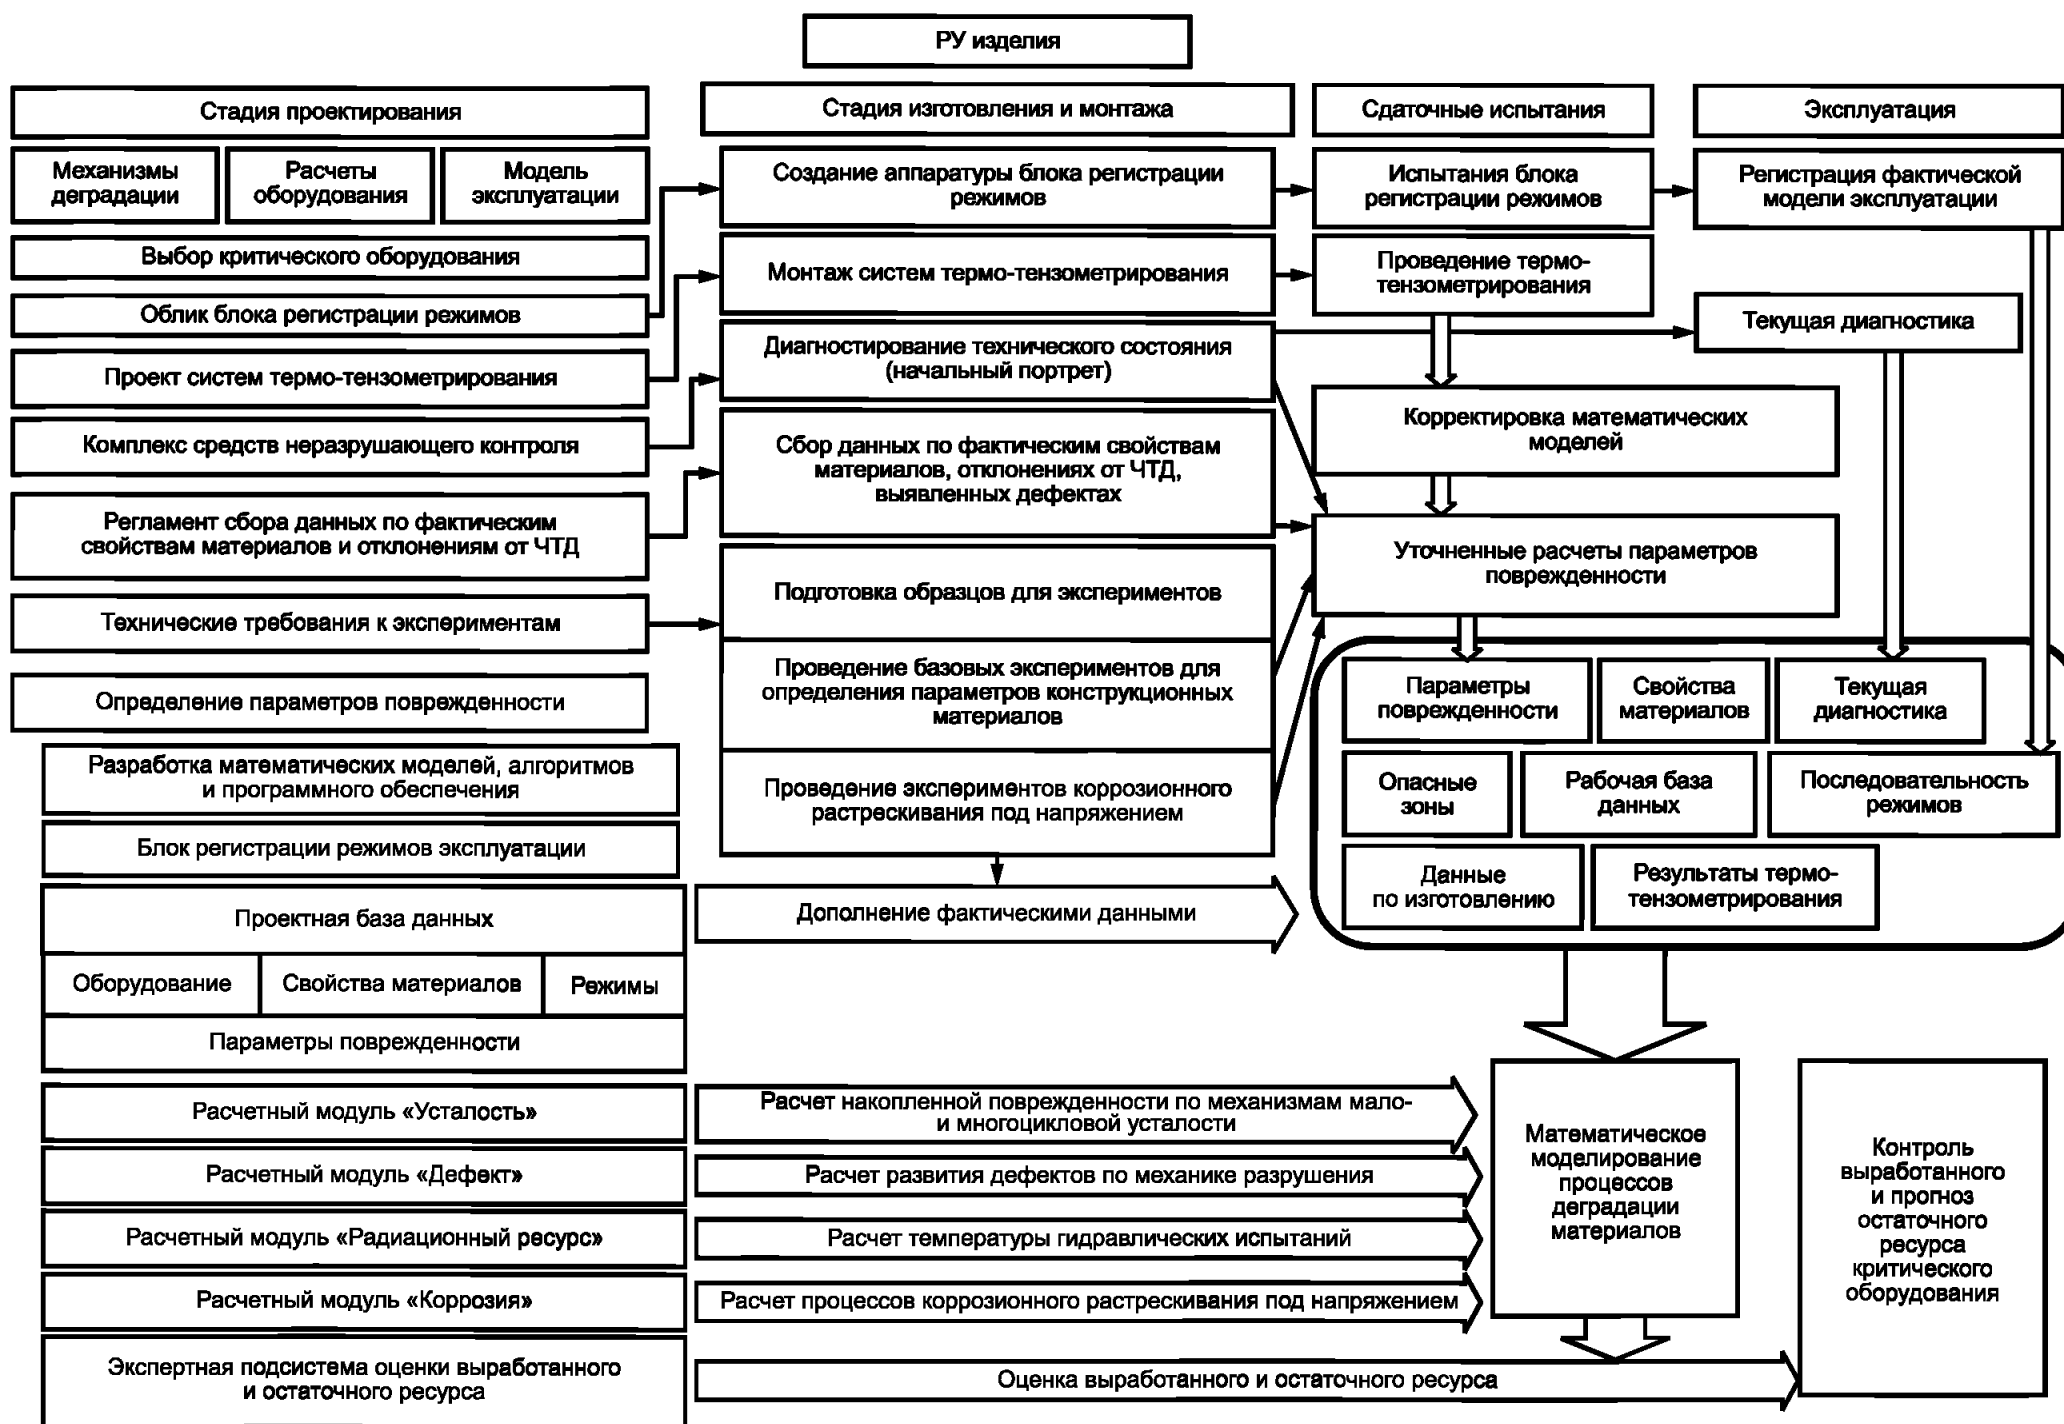 РУ изделия
Стадия проектирования
Стадия изготовления и монтажа
Сдаточные испытания
Эксплуатация
Механизмы
деградации
Расчеты
оборудования
Модель
эксплуатации
Выбор критического оборудования
Облик блока регистрации режимов
Проект систем термо-тензометрирования
Комплекс средств неразрушающего контроля
Регламент сбора данных по фактическим
свойствам материалов и отклонениям от ЧТД
Технические требования к экспериментам
Определение параметров поврежденности
Разработка математических моделей, алгоритмов
и программного обеспечения
Блок регистрации режимов эксплуатации
Проектная база данных
Оборудование
Свойства материалов
Режимы
Параметры поврежденности
Расчетный модуль «Усталость»
Расчетный модуль «Дефект»
Расчетный модуль «Радиационный ресурс»
Расчетный модуль «Коррозия»
Экспертная подсистема оценки выработанного
и остаточного ресурса
Создание аппаратуры блока регистрации
режимов
Монтаж систем термо-тензометрирования
Диагностирование технического состояния
(начальный портрет)
Сбор данных по фактическим свойствам
материалов, отклонениях от ЧТД,
выявленных дефектах
Подготовка образцов для экспериментов
Проведение базовых экспериментов для
определения параметров конструкционных
материалов
Проведение экспериментов коррозионного
растрескивания под напряжением
Дополнение фактическими данными
Расчет накопленной поврежденности по механизмам мало-
и многоцикловой усталости
Расчет развития дефектов по механике разрушения
Расчет температуры гидравлических испытаний
Расчет процессов коррозионного растрескивания под напряжением
Оценка выработанного и остаточного ресурса
Испытания блока
регистрации режимов
Проведение термо-
тензометрирования
Корректировка математических
моделей
Уточненные расчеты параметров
поврежденности
Регистрация фактической
модели эксплуатации
Текущая диагностика
Параметры
поврежденности
Свойства
материалов
Текущая
диагностика
Опасные
зоны
Рабочая база
данных
Последовательность
режимов
Данные
по изготовлению
Результаты термо-
тензометрирования
Математическое
моделирование
процессов
деградации
материалов
Контроль
выработанного
и прогноз
остаточного
ресурса
критического
оборудования